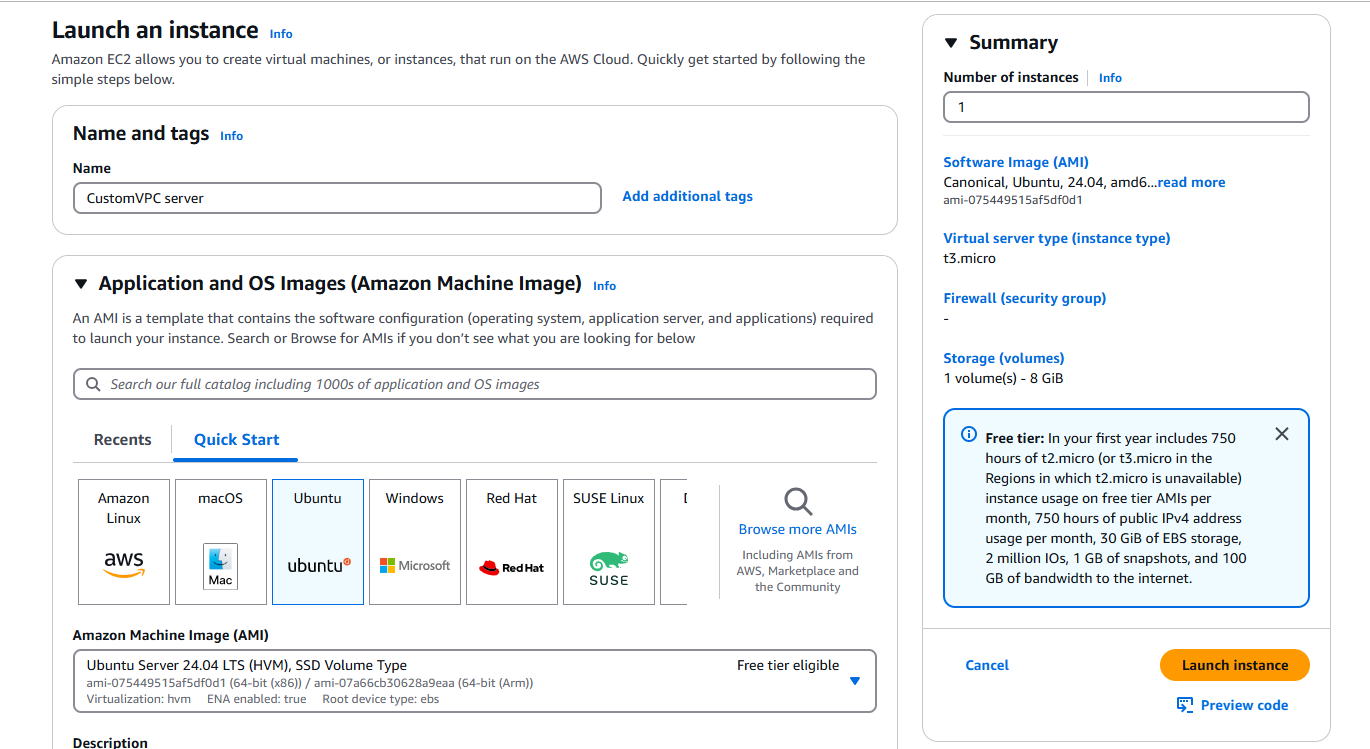 Launch an instance Info
Amazon EC2 allows you to create virtual machines, or instances, that run on the AWS Cloud. Quickly get started by following the
simple steps below.
Name and tags Info
Name
CustomVPC server
Add additional tags
Application and OS Images (Amazon Machine Image) Info
An AMI is a template that contains the software configuration (operating system, application server, and applications) required
to launch your instance. Search or Browse for AMIs if you don't see what you are looking for below
Search our full catalog including 1000s of application and OS images
Recents
Quick Start
Amazon
Linux
aws
macOS
Mac
Ubuntu
ubuntu
Windows
Microsoft
Red Hat
Red Hat
SUSE Linux
SUSE
Browse more AMIs
Including AMIs from
AWS, Marketplace and
the Community
Amazon Machine Image (AMI)
Ubuntu Server 24.04 LTS (HVM), SSD Volume Type
Free tier eligible
ami-075449515af5df0d1 (64-bit (x86)) / ami-07a66cb30628a9eaa (64-bit (Arm))
Virtualization: hvm ENA enabled: true Root device type: ebs
Description
Summary
Number of instances Info
1
Software Image (AMI)
Canonical, Ubuntu, 24.04, amd6...read more
ami-075449515af5df0d1
Virtual server type (instance type)
t3.micro
Firewall (security group)
-
Storage (volumes)
1 volume(s) - 8 GiB
Free tier: In your first year includes 750
hours of t2.micro (or t3.micro in the
Regions in which t2.micro is unavailable)
instance usage on free tier AMIs per
month, 750 hours of public IPv4 address
usage per month, 30 GiB of EBS storage,
2 million IOs, 1 GB of snapshots, and 100
GB of bandwidth to the internet.
Cancel
Launch instance
Preview code